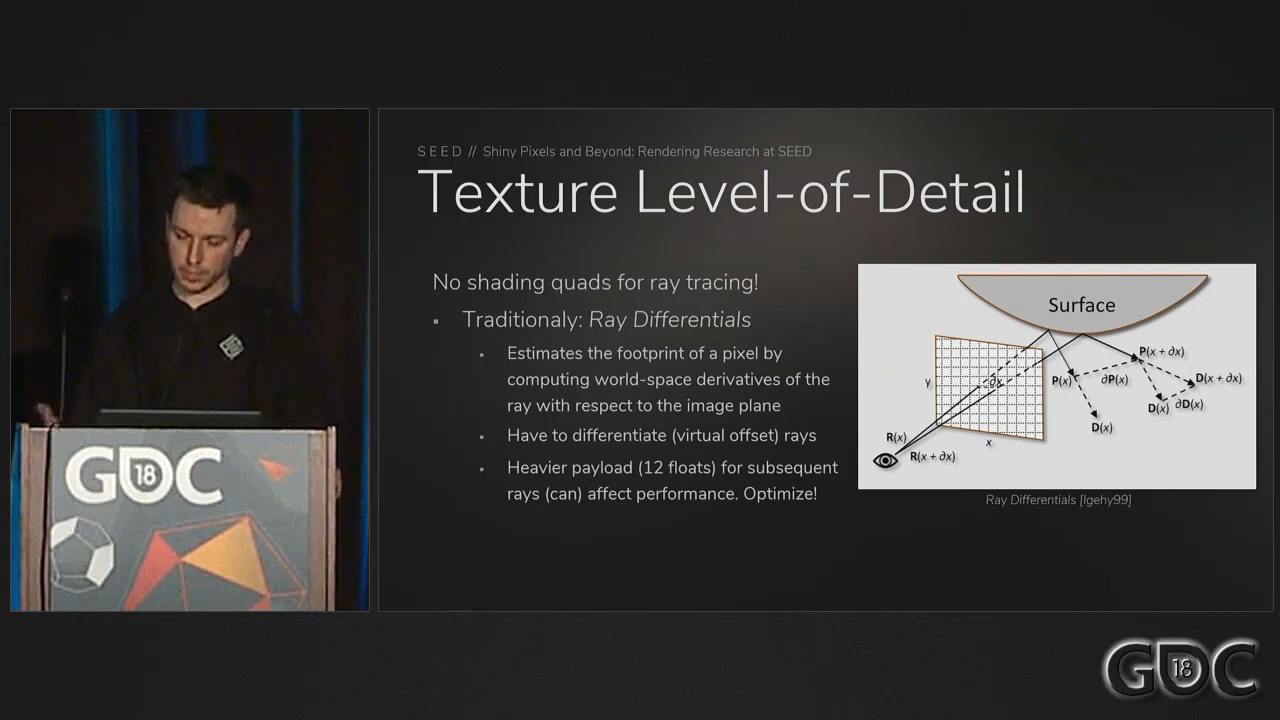 SEED // Shiny Pixels and Beyond: Rendering Research at SEED
Texture Level-of-Detail
No shading quads for ray tracing!
▪ Traditionaly: Ray Differentials
▪ Estimates the footprint of a pixel by
computing world-space derivatives of the
ray with respect to the image plane
▪ Have to differentiate (virtual offset) rays
▪ Heavier payload (12 floats) for subsequent
rays (can) affect performance. Optimize!
Surface
P(x + ∂x)
y
∂x
P(x)
∂P(x)
D(x + ∂x)
D(x)
∂D(x)
D(x)
R(x)
x
R(x + ∂x)
Ray Differentials [Igehy99]
GDC 18
GDC 18